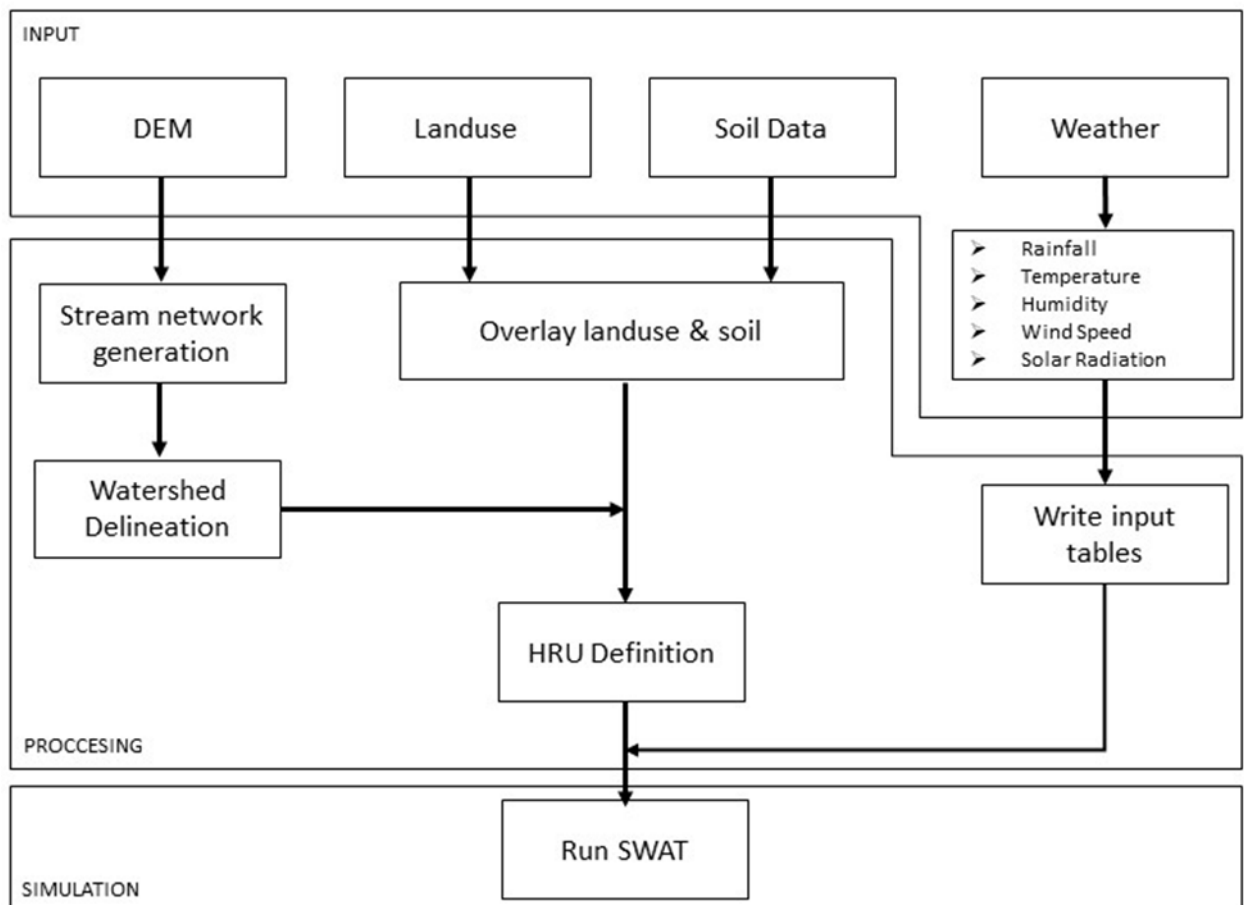 INPUT
DEM
Landuse
Soil Data
Weather
➢ Rainfall
➢ Temperature
➢ Humidity
➢ Wind Speed
➢ Solar Radiation
Stream network
generation
Overlay landuse & soil
Watershed
Delineation
Write input
tables
HRU Definition
PROCCESING
Run SWAT
SIMULATION